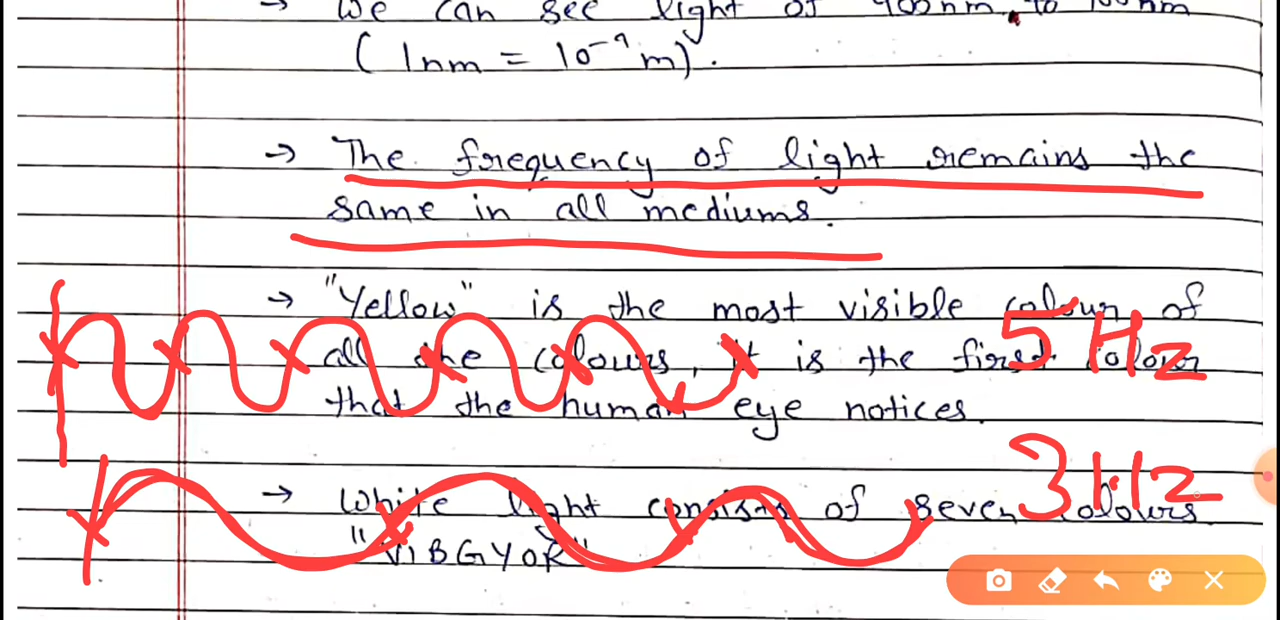 → We can see light of 400nm to 700nm
( 1nm = 10⁻⁹ m).
→ The frequency of light remains the
same in all mediums.
→ "Yellow" is the most visible colour of
all the colours, it is the first colour
that the human eye notices.
5 Hz
→ White light consists of seven colours
"VIBGYOR"
3 Hz